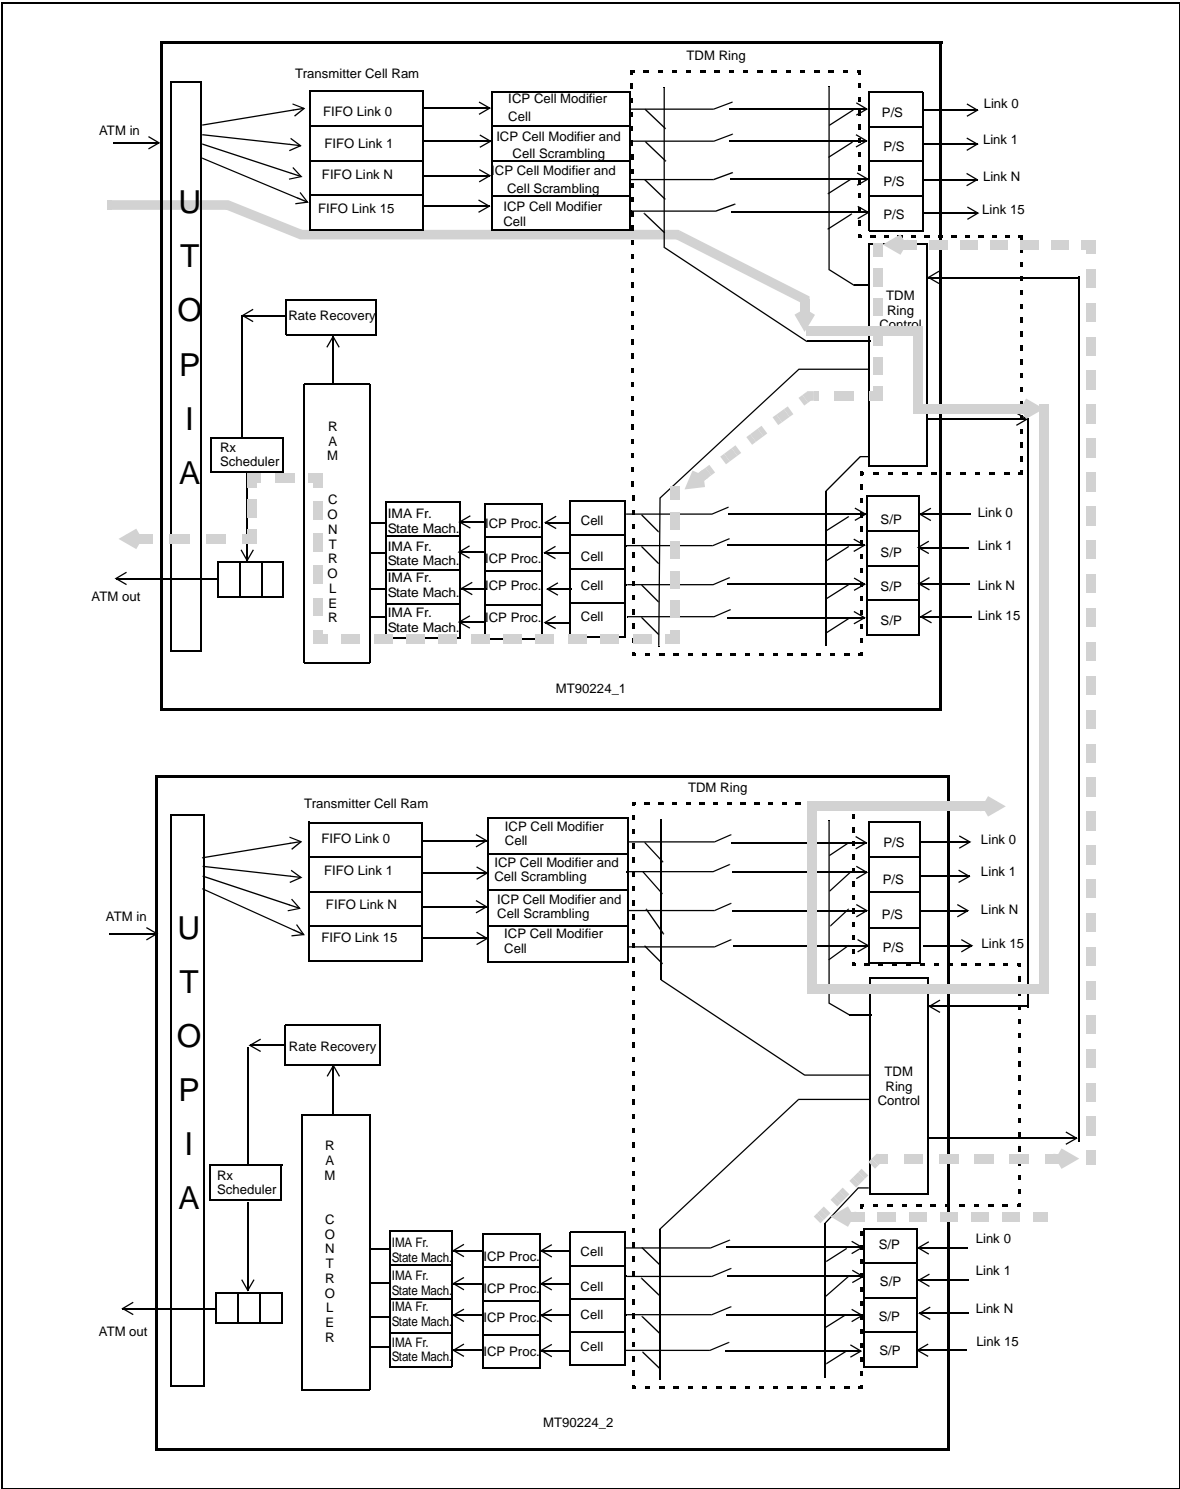 TDM Ring
Transmitter Cell Ram
ATM in
UTOPIA
FIFO Link 0
FIFO Link 1
FIFO Link N
FIFO Link 15
ICP Cell Modifier
Cell
ICP Cell Modifier and
Cell Scrambling
ICP Cell Modifier and
Cell Scrambling
ICP Cell Modifier
Cell
P/S
P/S
P/S
P/S
Link 0
Link 1
Link N
Link 15
TDM
Ring
Control
Rate Recovery
RAM CONTROLER
Rx
Scheduler
ATM out
IMA Fr.
State Mach.
IMA Fr.
State Mach.
IMA Fr.
State Mach.
IMA Fr.
State Mach.
ICP Proc.
ICP Proc.
ICP Proc.
ICP Proc.
Cell
Cell
Cell
Cell
S/P
S/P
S/P
S/P
Link 0
Link 1
Link N
Link 15
MT90224_1
TDM Ring
Transmitter Cell Ram
ATM in
UTOPIA
FIFO Link 0
FIFO Link 1
FIFO Link N
FIFO Link 15
ICP Cell Modifier
Cell
ICP Cell Modifier and
Cell Scrambling
ICP Cell Modifier and
Cell Scrambling
ICP Cell Modifier
Cell
P/S
P/S
P/S
P/S
Link 0
Link 1
Link N
Link 15
TDM
Ring
Control
Rate Recovery
RAM CONTROLER
Rx
Scheduler
ATM out
IMA Fr.
State Mach.
IMA Fr.
State Mach.
IMA Fr.
State Mach.
IMA Fr.
State Mach.
ICP Proc.
ICP Proc.
ICP Proc.
ICP Proc.
Cell
Cell
Cell
Cell
S/P
S/P
S/P
S/P
Link 0
Link 1
Link N
Link 15
MT90224_2